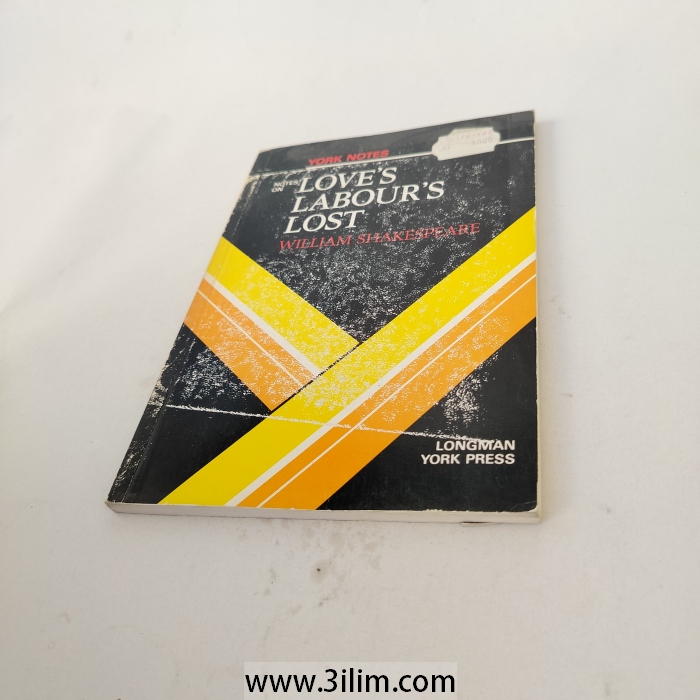 YORK NOTES
NOTES ON
LOVE'S
LABOUR'S
LOST
WILLIAM SHAKESPEARE
LONGMAN
YORK PRESS
www.3ilim.com